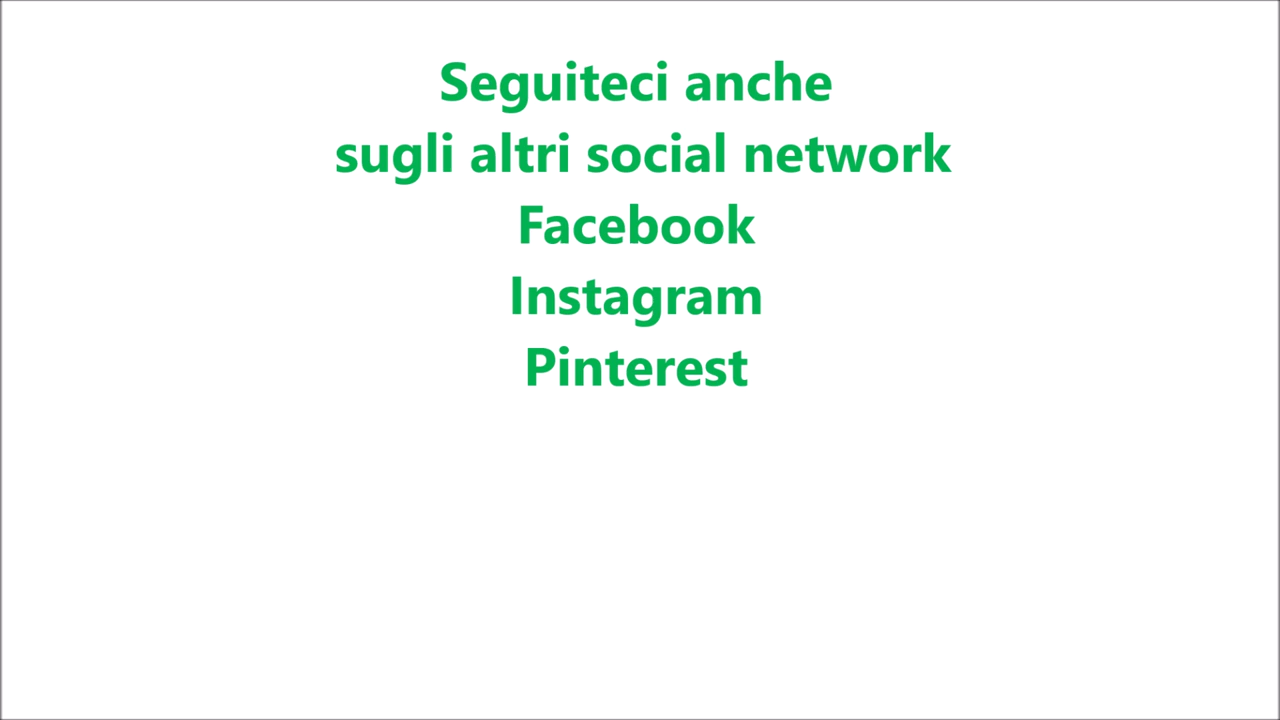 Seguiteci anche
sugli altri social network
Facebook
Instagram
Pinterest